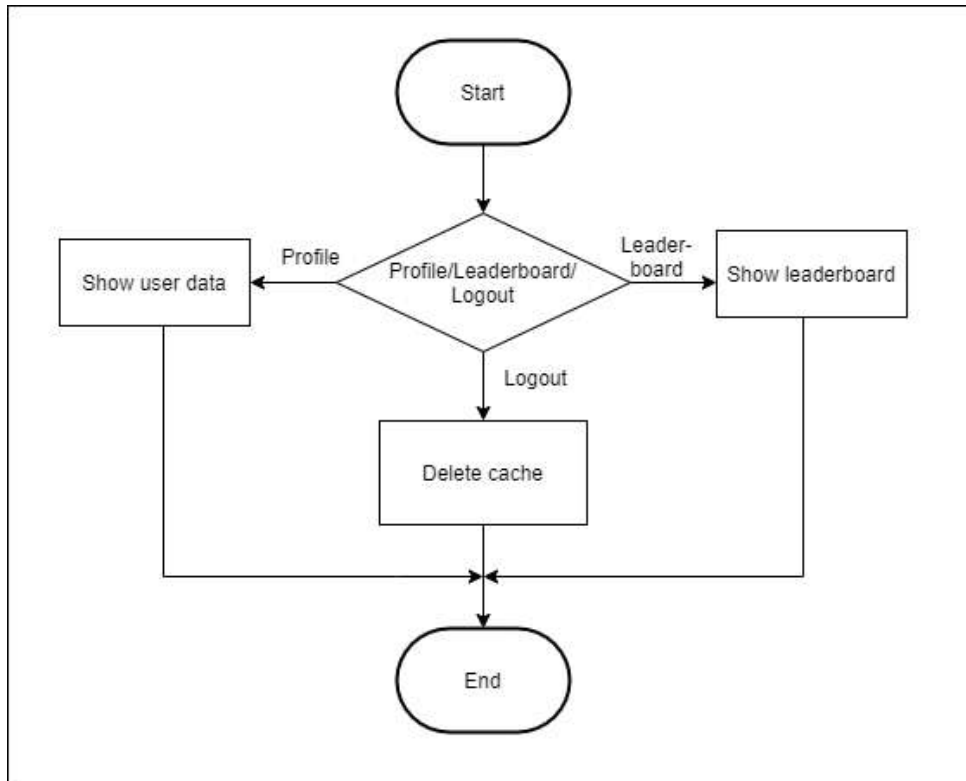 Start
Profile
Profile/Leaderboard/
Logout
Leader-
board
Show user data
Show leaderboard
Logout
Delete cache
End